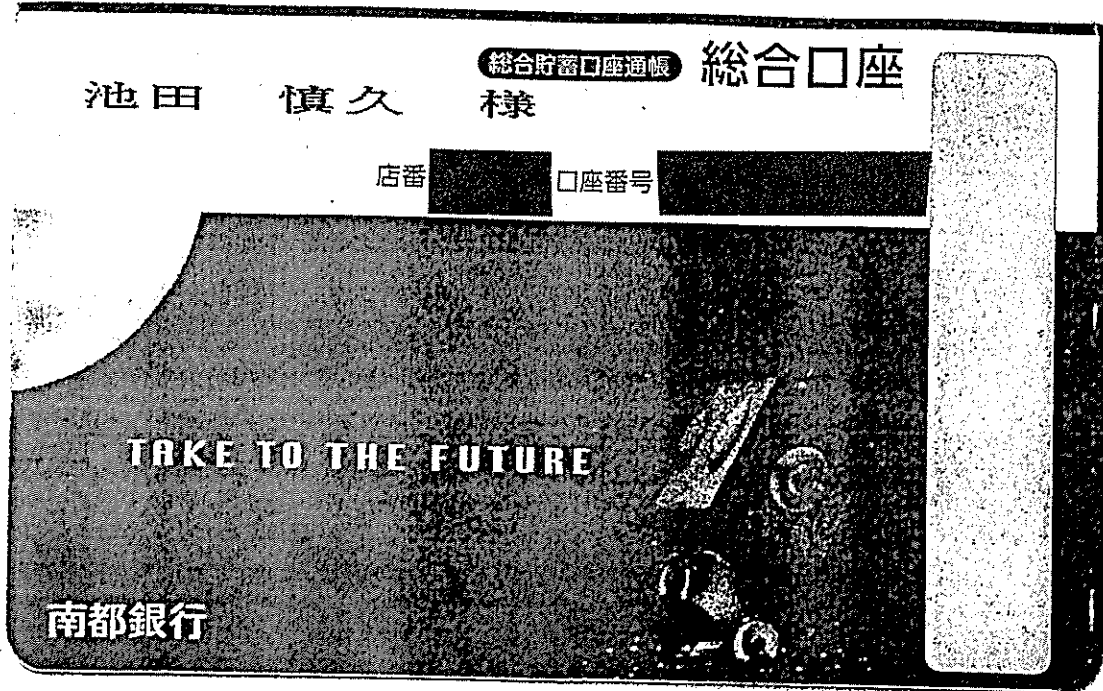 総合貯蓄口座通帳 総合口座
池田 慎久 様
店番 口座番号
TAKE TO THE FUTURE
南都銀行